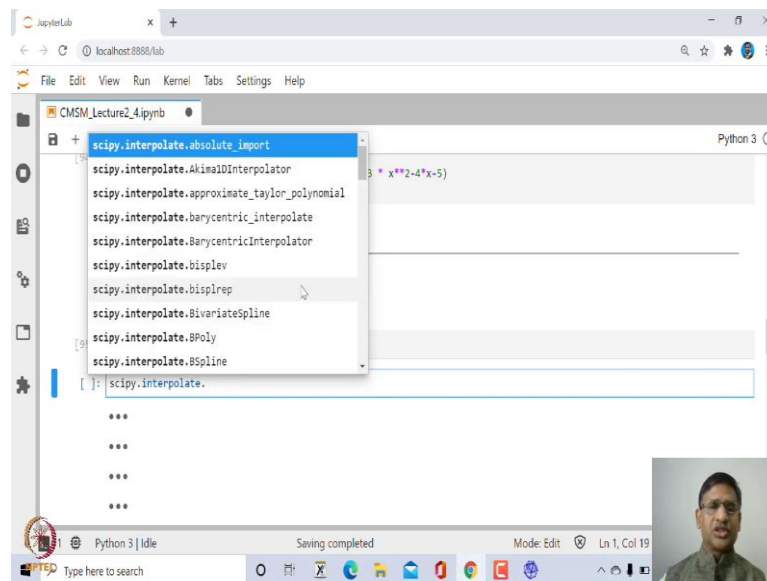 JupyterLab
localhost:8888/lab
File Edit View Run Kernel Tabs Settings Help
CMSM_Lecture2_4.ipynb
Python 3
scipy.interpolate.absolute_import
scipy.interpolate.Akima1DInterpolator
3 * x**2-4*x-5)
scipy.interpolate.approximate_taylor_polynomial
scipy.interpolate.barycentric_interpolate
scipy.interpolate.BarycentricInterpolator
scipy.interpolate.bisplev
scipy.interpolate.bisplrep
scipy.interpolate.BivariateSpline
scipy.interpolate.BPoly
scipy.interpolate.BSpline
[ ]: scipy.interpolate.
1 Python 3 | Idle Saving completed Mode: Edit Ln 1, Col 19
NPTEL Type here to search